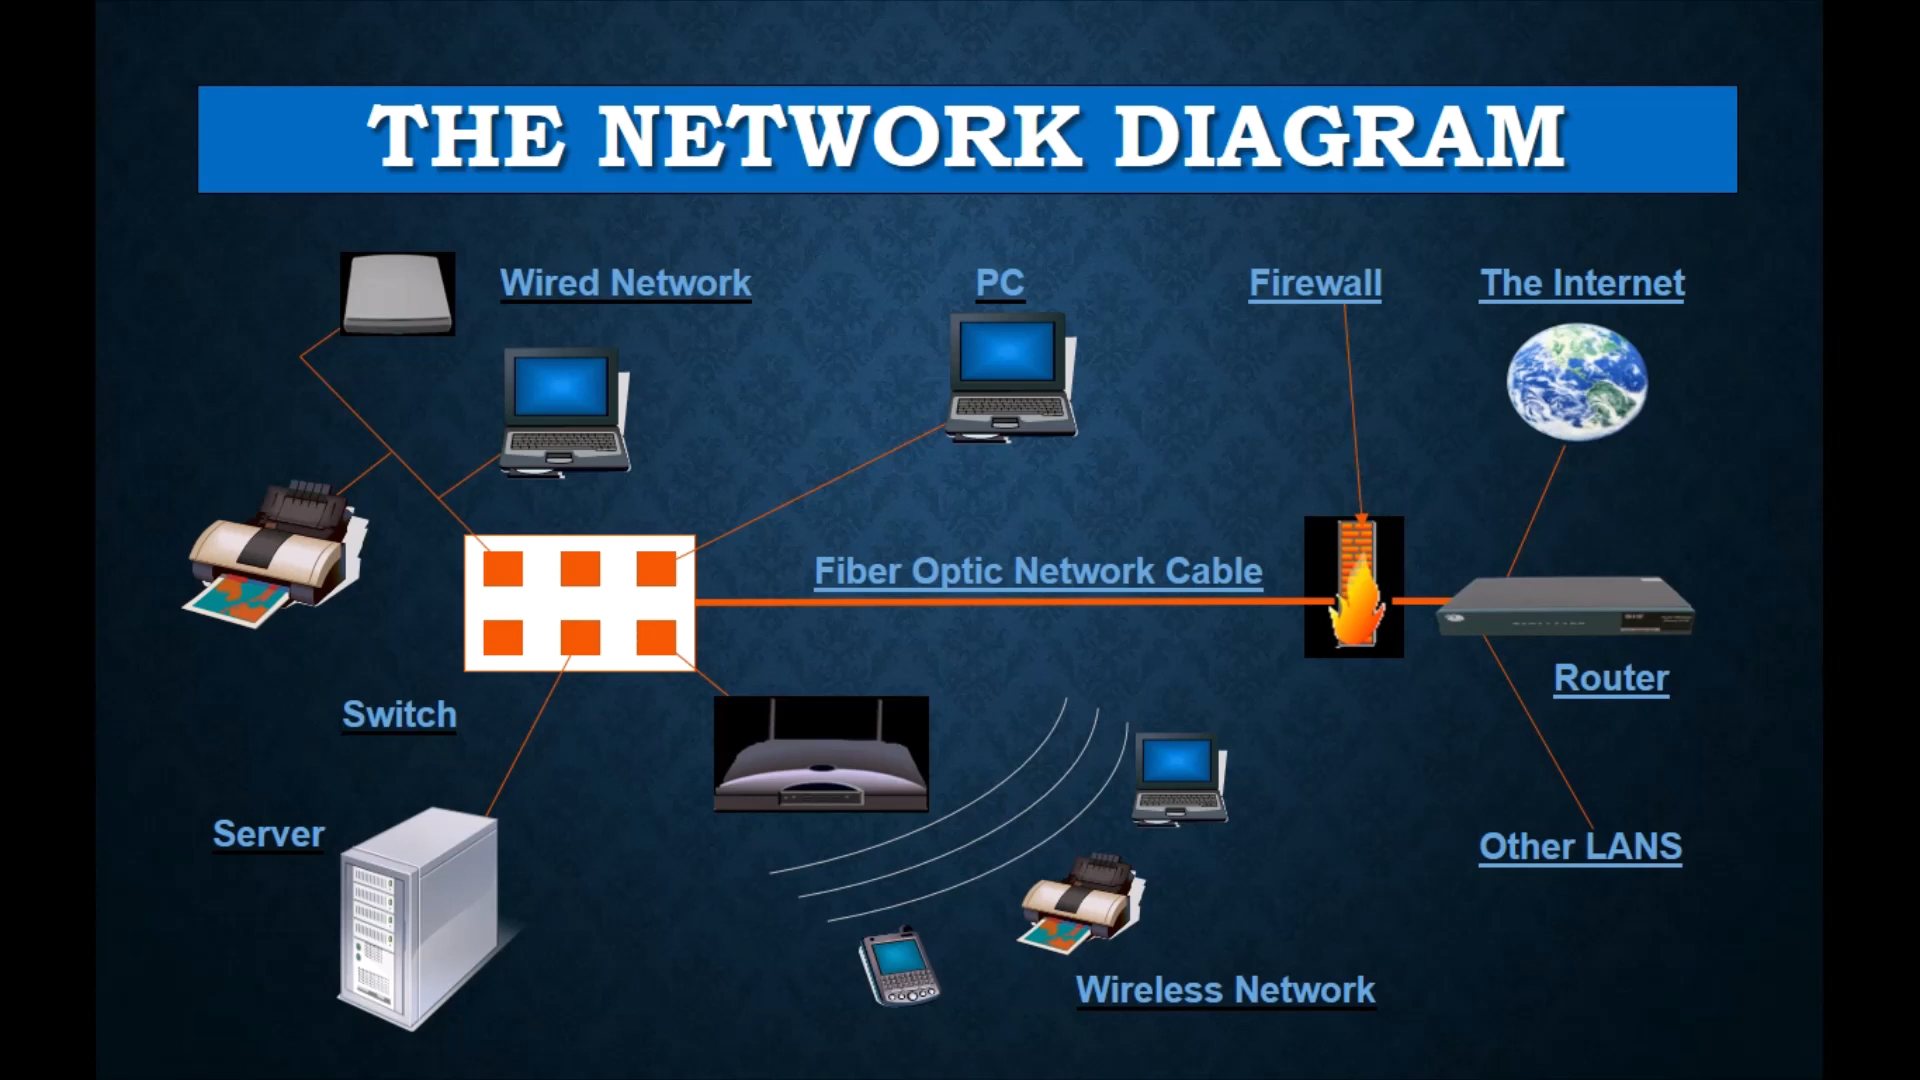 THE NETWORK DIAGRAM
Wired Network
PC
Firewall
The Internet
Fiber Optic Network Cable
Router
Switch
Server
Other LANS
Wireless Network